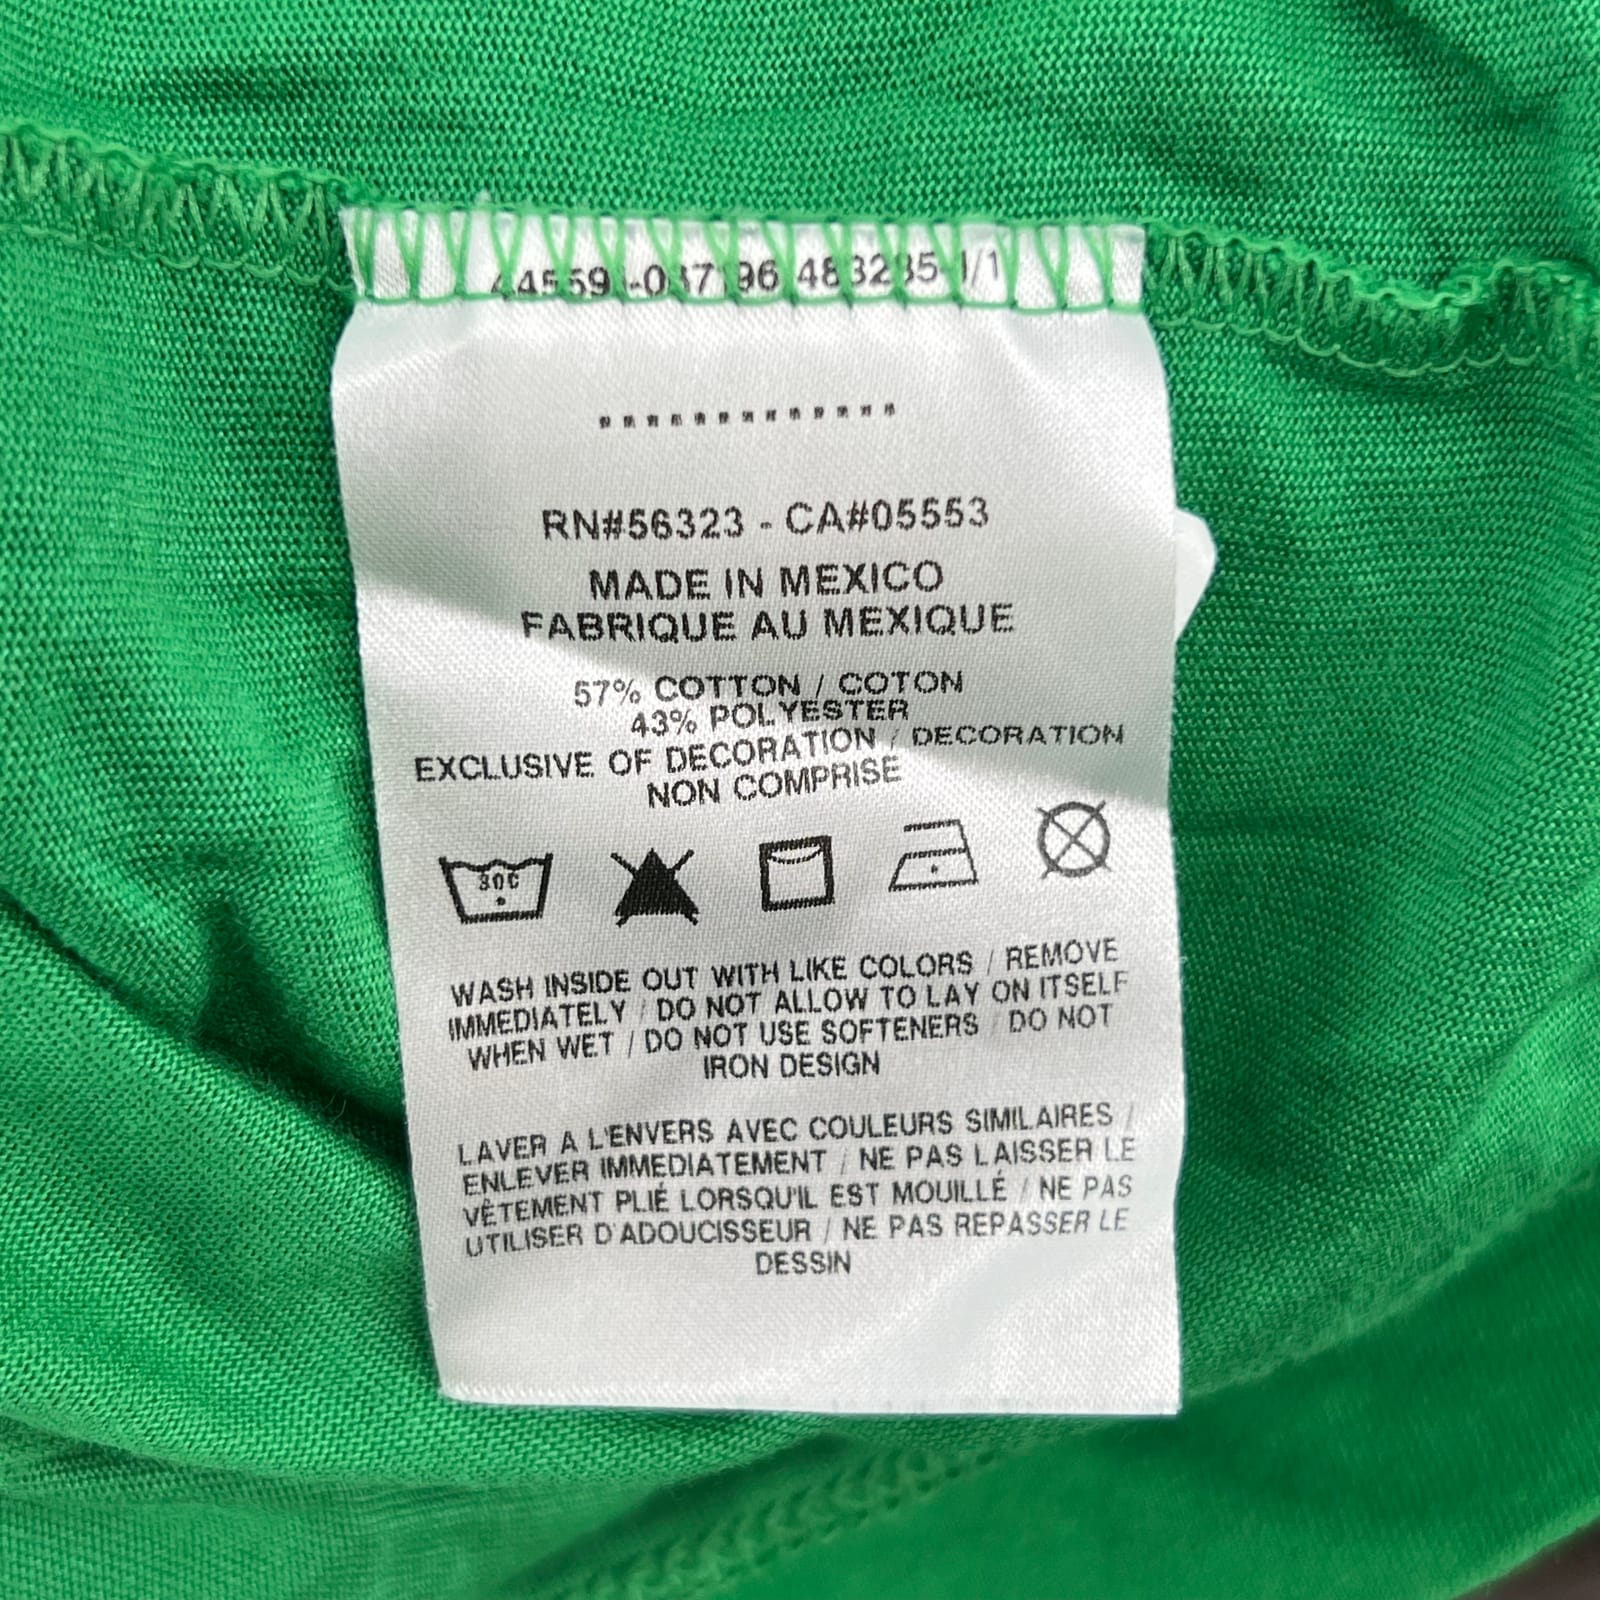 RN#56323 - CA#05553
MADE IN MEXICO
FABRIQUE AU MEXIQUE
57% COTTON / COTON
43% POLYESTER
EXCLUSIVE OF DECORATION / DECORATION
NON COMPRISE
30C
WASH INSIDE OUT WITH LIKE COLORS / REMOVE
IMMEDIATELY / DO NOT ALLOW TO LAY ON ITSELF
WHEN WET / DO NOT USE SOFTENERS / DO NOT
IRON DESIGN
LAVER A L'ENVERS AVEC COULEURS SIMILAIRES /
ENLEVER IMMEDIATEMENT / NE PAS LAISSER LE
VÊTEMENT PLIÉ LORSQU'IL EST MOUILLÉ / NE PAS
UTILISER D'ADOUCISSEUR / NE PAS REPASSER LE
DESSIN